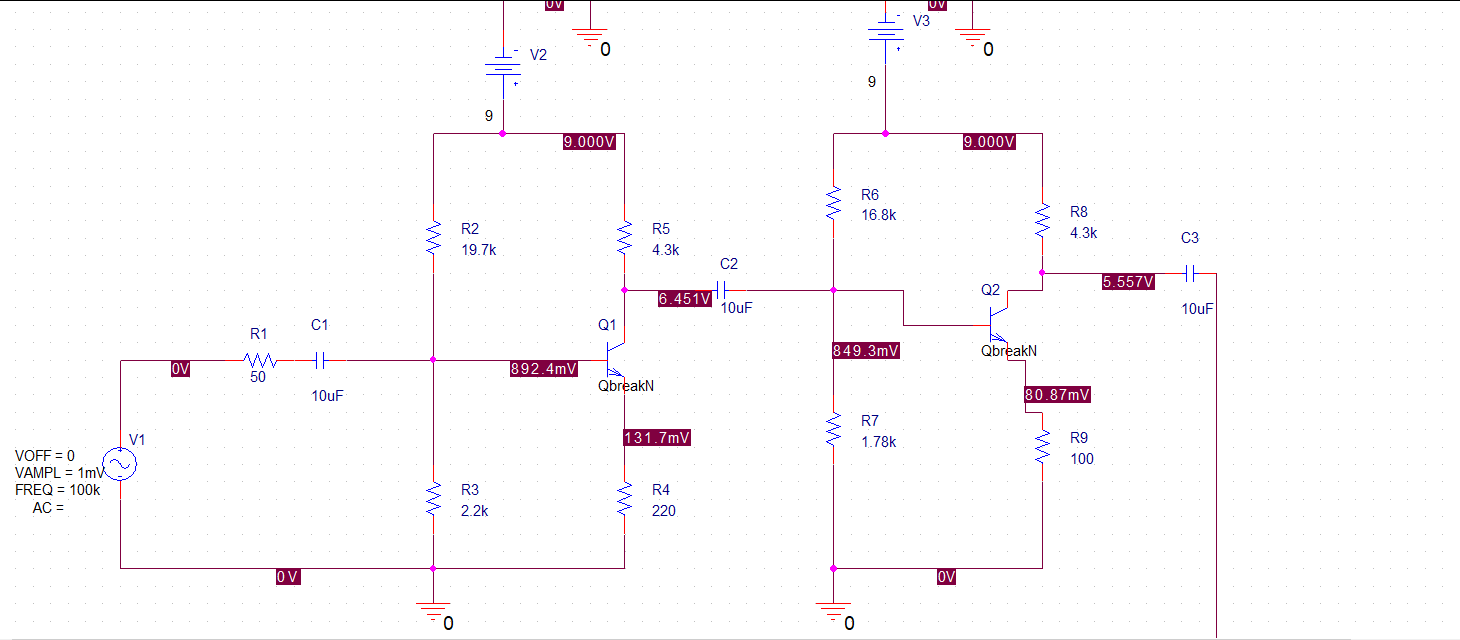 0V
0V
V3
0
0
V2
9
9
9.000V
9.000V
R6
16.8k
R2
19.7k
R5
4.3k
R8
4.3k
C3
C2
6.451V
10uF
5.557V
10uF
Q2
QbreakN
R1
50
C1
10uF
0V
892.4mV
Q1
QbreakN
849.3mV
80.87mV
131.7mV
R7
1.78k
R9
100
V1
VOFF = 0
VAMPL = 1mV
FREQ = 100k
AC =
R3
2.2k
R4
220
0V
0V
0
0